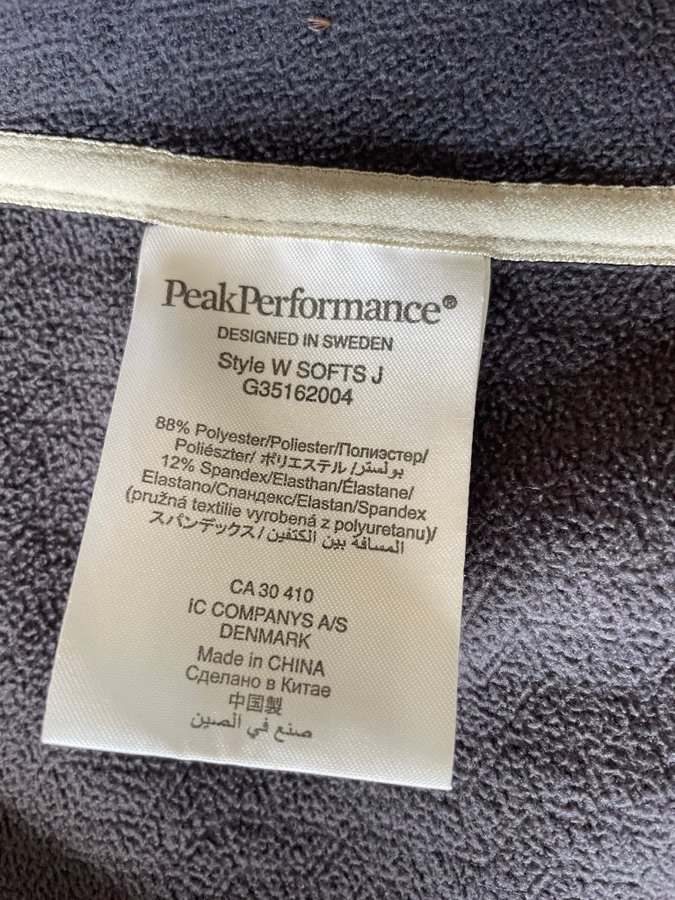 PeakPerformance®
DESIGNED IN SWEDEN
Style W SOFTS J
G35162004
88% Polyester/Poliester/Полиэстер/
Poliészter/ ポリエステル /بولستر/
12% Spandex/Elasthan/Élastane/
Elastano/Спандекс/Elastan/Spandex
(pružná textilie vyrobená z polyuretanu)/
スパンデックス/المسافة بين الكتفين
CA 30 410
IC COMPANYS A/S
DENMARK
Made in CHINA
Сделано в Китае
中国製
صنع في الصين